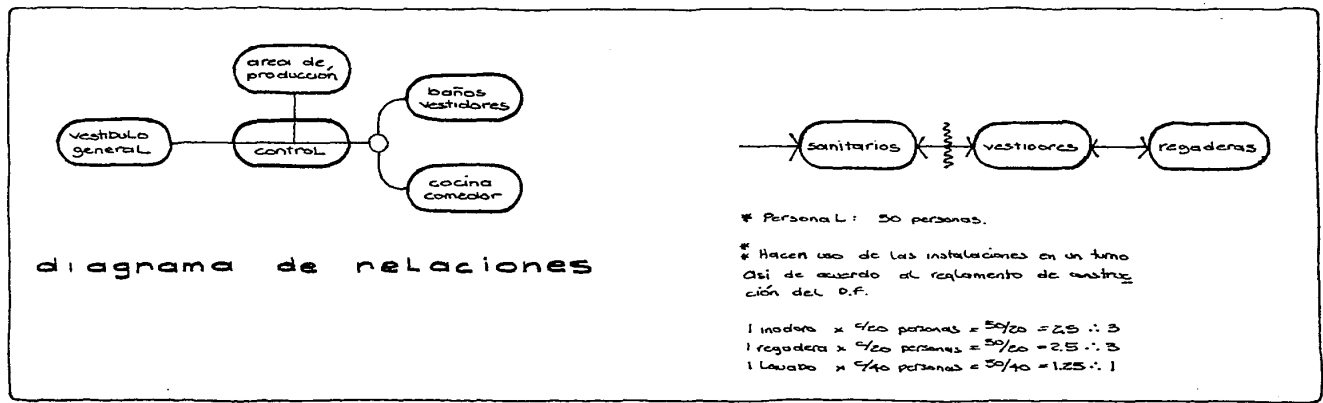 area de
producción
baños
vestidores
vestibulo
general
control
cocina
comedor
diagrama de relaciones
sanitarios
vestidores
regaderas
* Personal: 50 personas.
* Hacen uso de las instalaciones en un turno
Asi de acuerdo al reglamento de construc
ción del D.F.
1 inodoro x c/20 personas = 50/20 = 2.5 ∴ 3
1 regadera x c/20 personas = 50/20 = 2.5 ∴ 3
1 Lavabo x c/40 personas = 50/40 = 1.25 ∴ 1